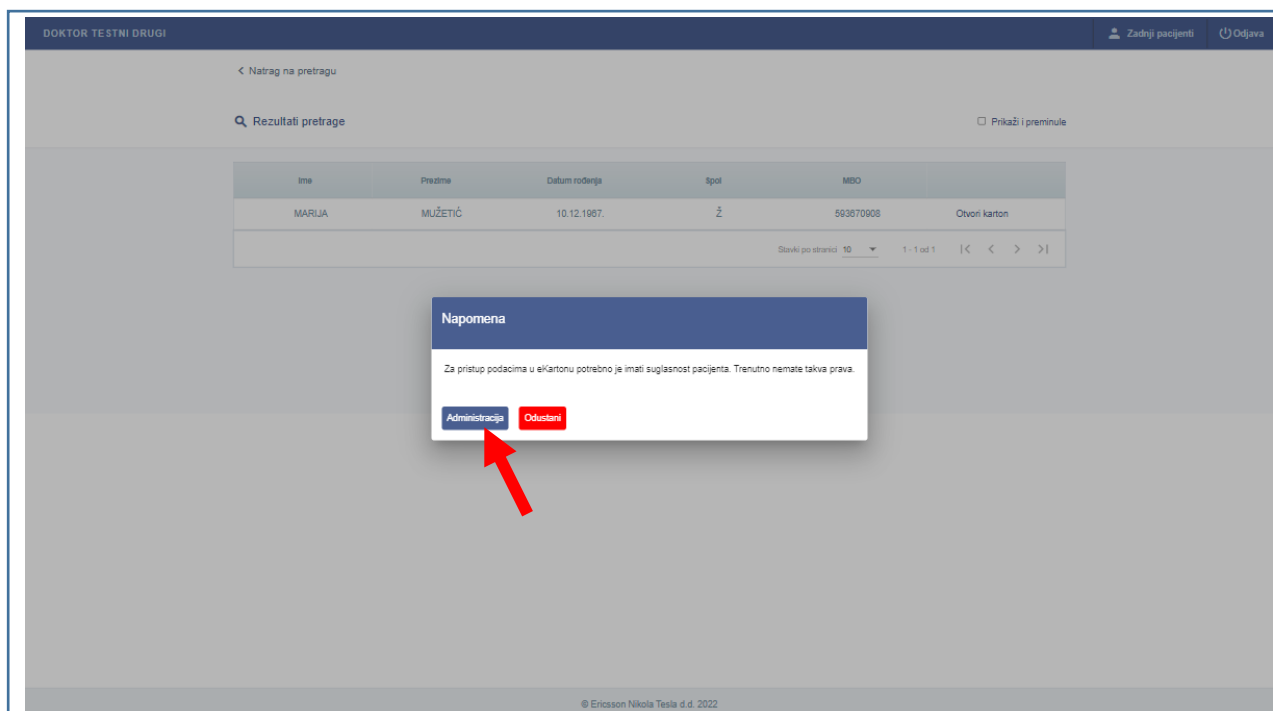 DOKTOR TESTNI DRUGI Zadnji pacijenti Odjava
Natrag na pretragu
Rezultati pretrage Prikaži i preminule
Ime Prezime Datum rođenja Spol MBO
MARIJA MUŽETIĆ 10.12.1967. Ž 593670908 Otvori karton
Stavki po stranici 10 1 - 1 od 1
Napomena
Za pristup podacima u eKartonu potrebno je imati suglasnost pacijenta. Trenutno nemate takva prava.
Administracija Odustani
© Ericsson Nikola Tesla d.d. 2022